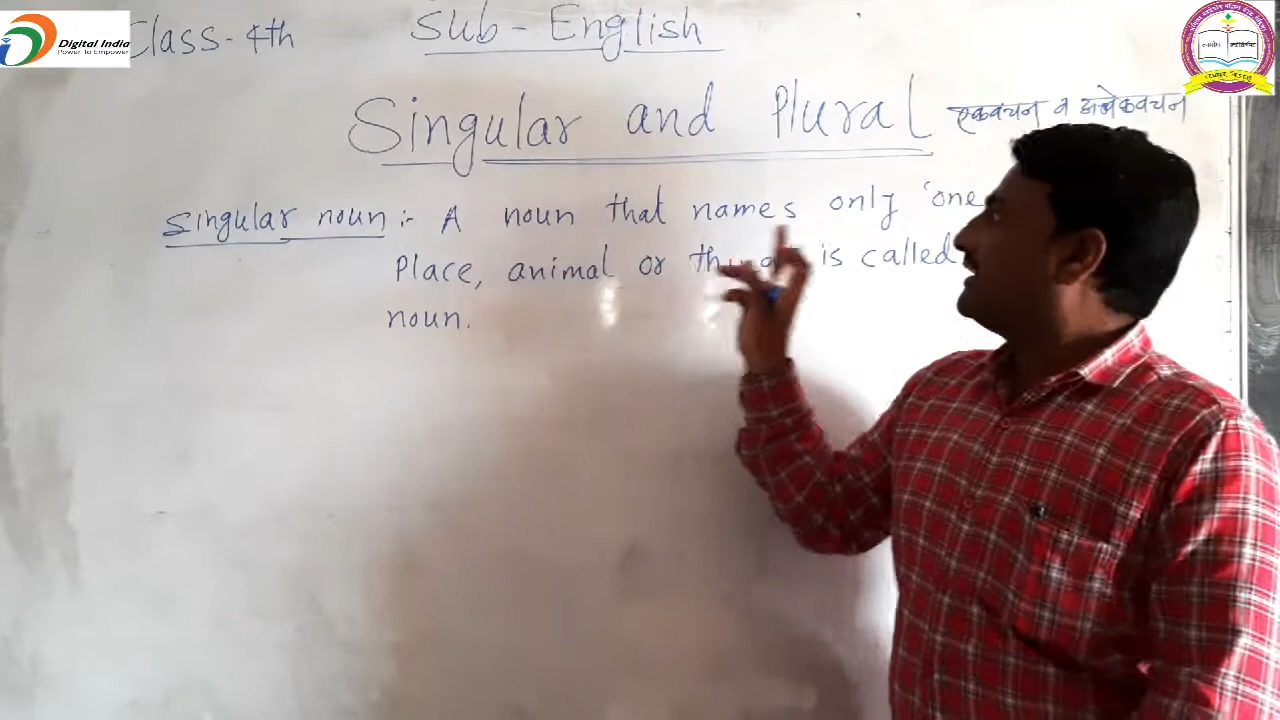 Digital India
Power To Empower
Class-4th
Sub - English
Singular and Plural एकवचन व अनेकवचन
Singular noun :- A noun that names only 'one
Place, animal or thing' is called
noun.